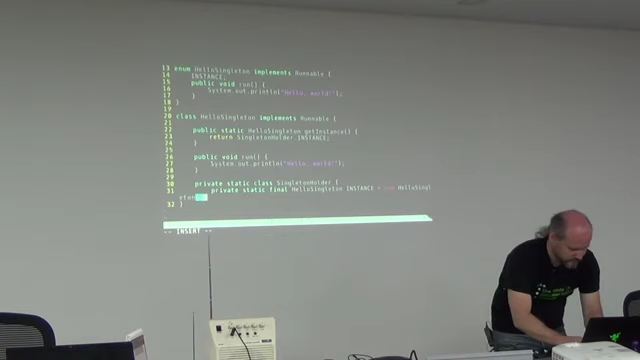 13 enum HelloSingleton implements Runnable {
14 INSTANCE;
15 public void run() {
16 System.out.println("Hello, world!");
17 }
18 }
19
20 class HelloSingleton implements Runnable {
21
22 public static HelloSingleton getInstance() {
23 return SingletonHolder.INSTANCE;
24 }
25
26 public void run() {
27 System.out.println("Hello, world!");
28 }
29
30 private static class SingletonHolder {
31 private static final HelloSingleton INSTANCE = new HelloSingl
eton
32 }
-- INSERT --